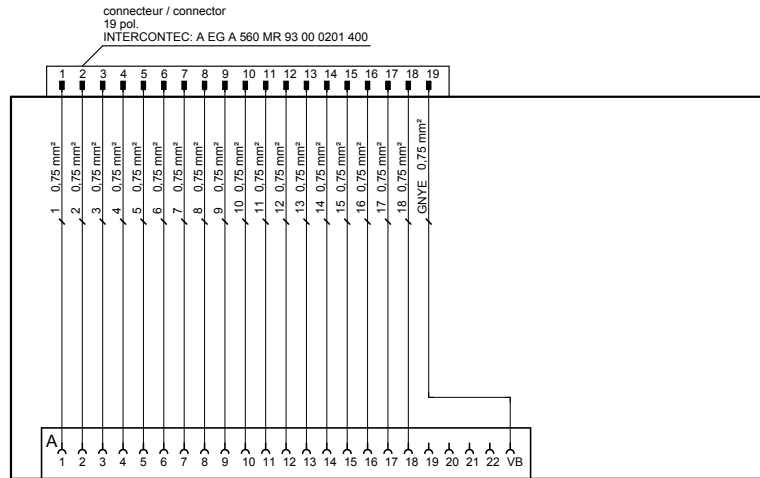 connecteur / connector
19 pol.
INTERCONTEC: A EG A 560 MR 93 00 0201 400
1 2 3 4 5 6 7 8 9 10 11 12 13 14 15 16 17 18 19
1 0,75 mm²
2 0,75 mm²
3 0,75 mm²
4 0,75 mm²
5 0,75 mm²
6 0,75 mm²
7 0,75 mm²
8 0,75 mm²
9 0,75 mm²
10 0,75 mm²
11 0,75 mm²
12 0,75 mm²
13 0,75 mm²
14 0,75 mm²
15 0,75 mm²
16 0,75 mm²
17 0,75 mm²
18 0,75 mm²
GNYE 0,75 mm²
A
1 2 3 4 5 6 7 8 9 10 11 12 13 14 15 16 17 18 19 20 21 22 VB